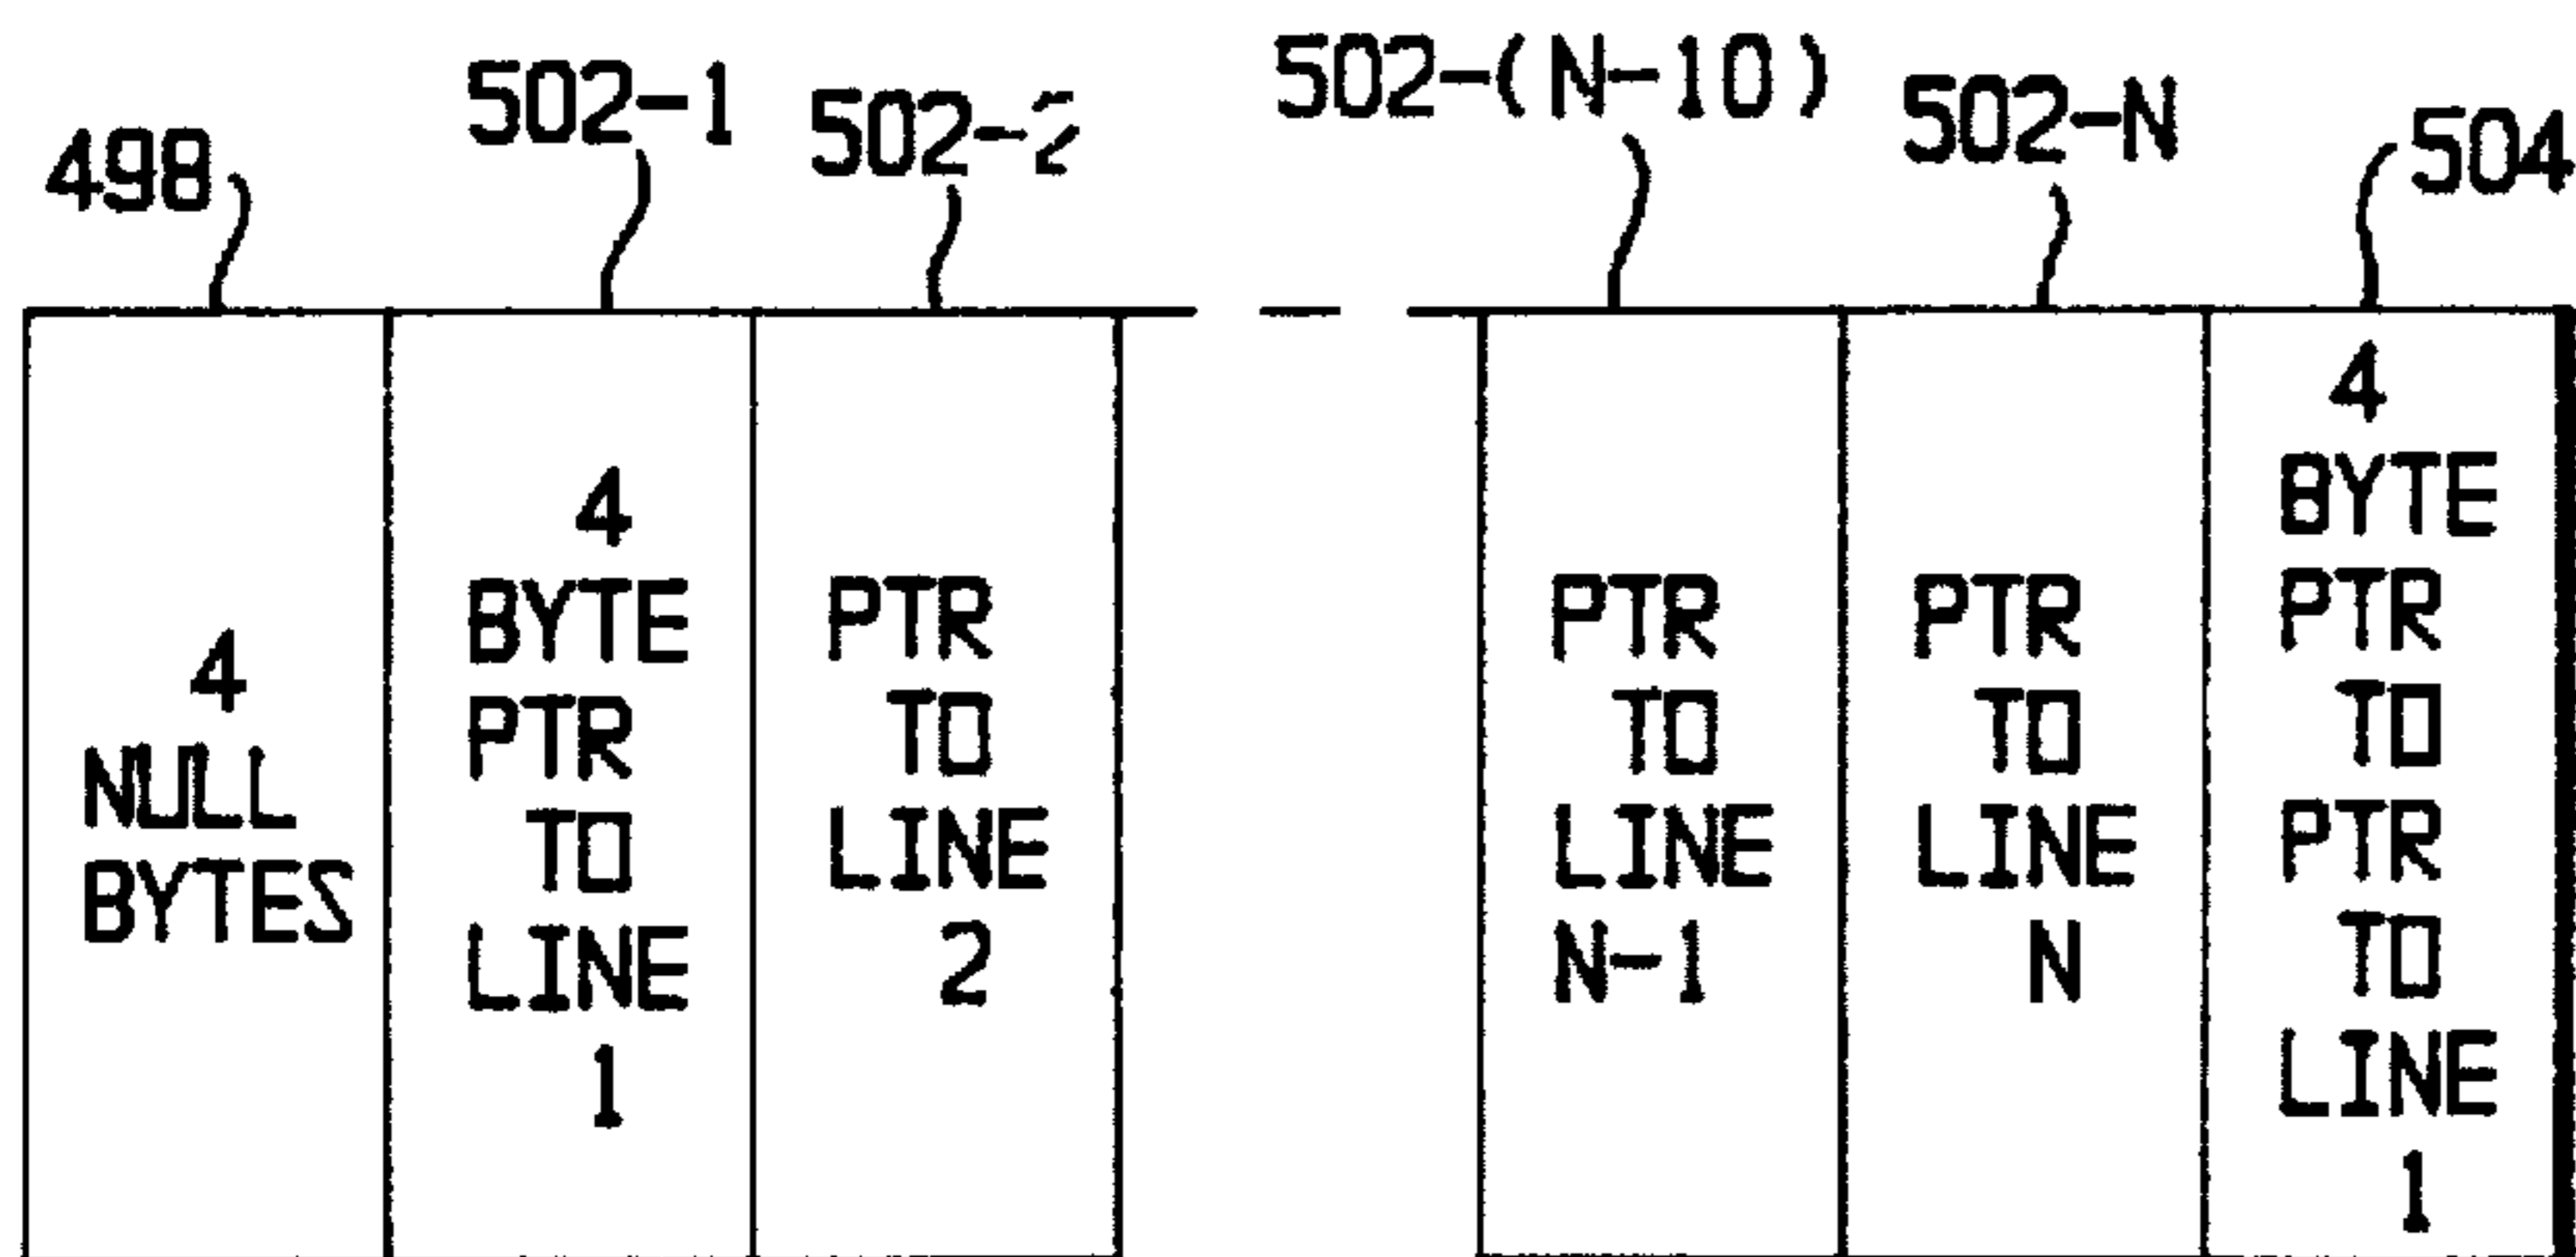 498
502-1
502-2
502-(N-10)
502-N
504
4
NULL
BYTES
4
BYTE
PTR
TO
LINE
1
PTR
TO
LINE
2
PTR
TO
LINE
N-1
PTR
TO
LINE
N
4
BYTE
PTR
TO
PTR
TO
LINE
1